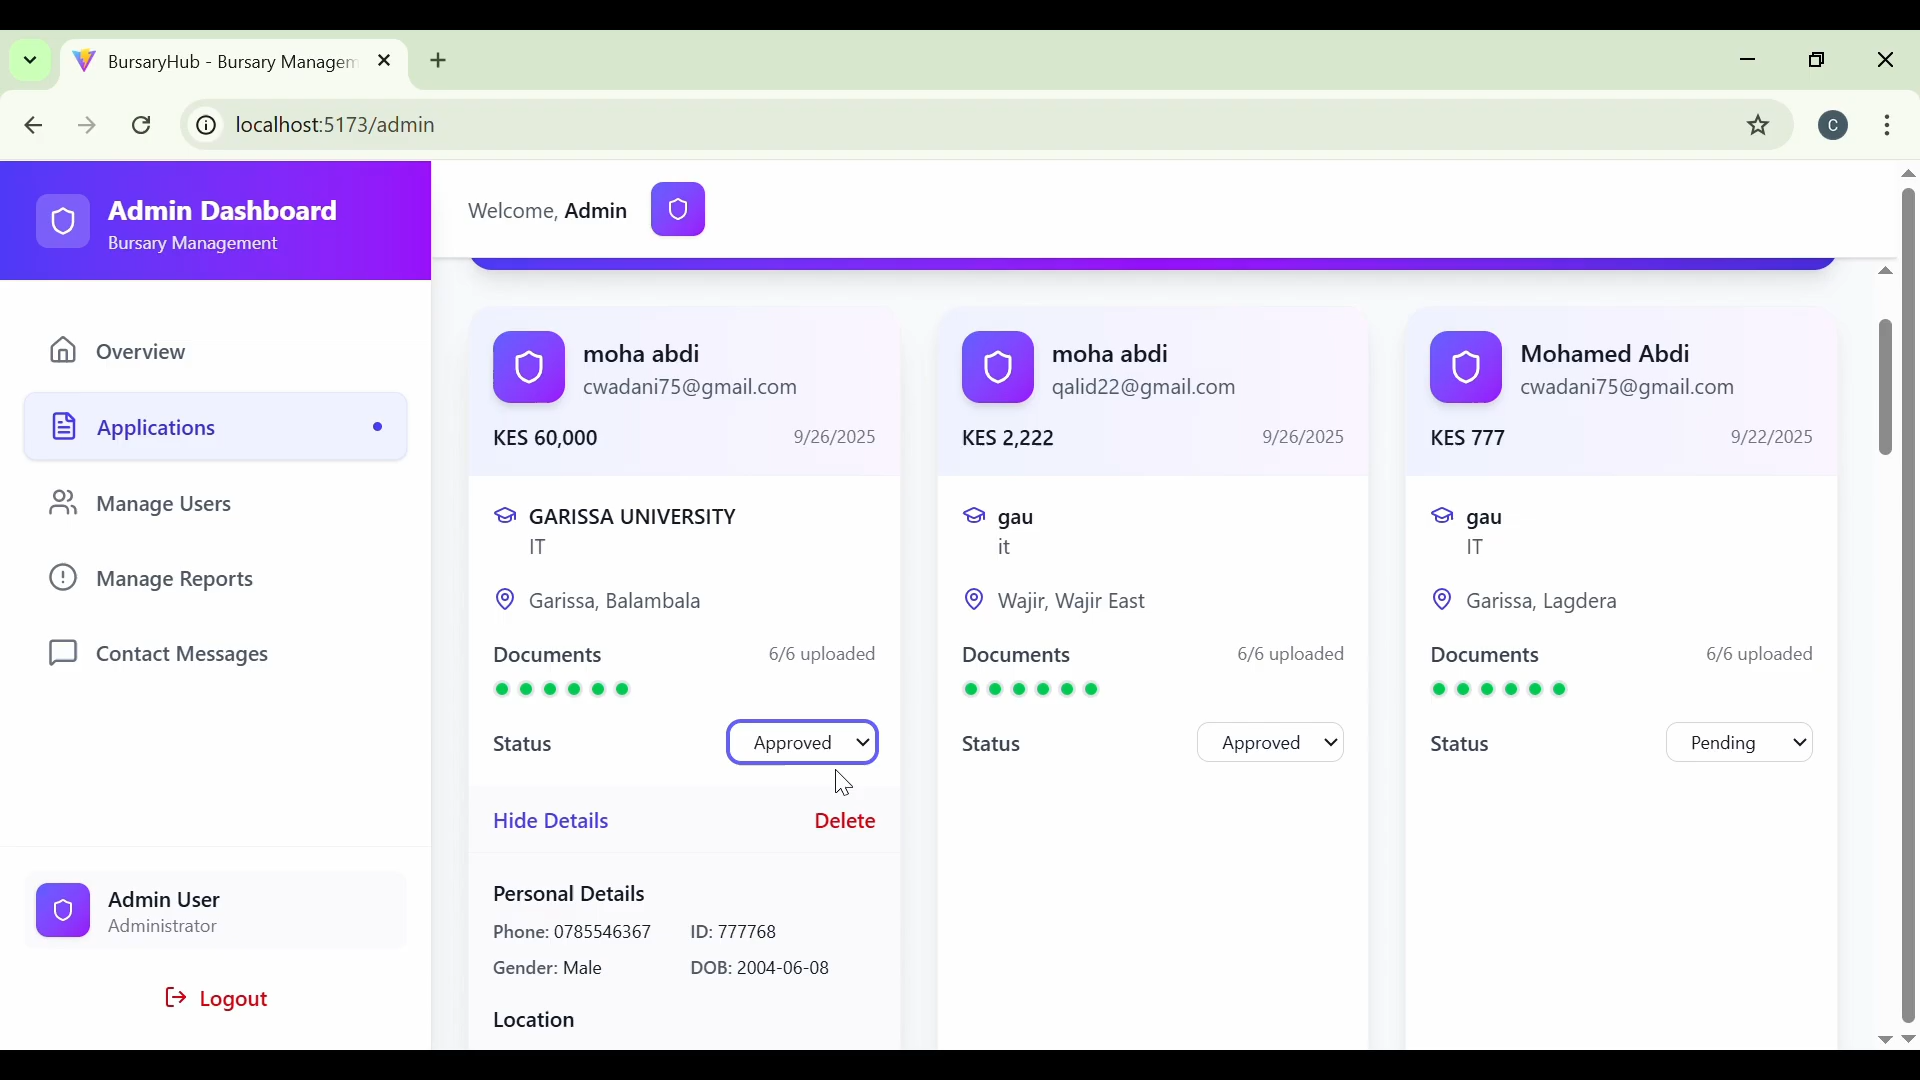 BursaryHub - Bursary Managem
localhost:5173/admin
C
Admin Dashboard
Bursary Management
Welcome, Admin
Overview
Applications
Manage Users
Manage Reports
Contact Messages
Admin User
Administrator
Logout
moha abdi
cwadani75@gmail.com
KES 60,000 9/26/2025
GARISSA UNIVERSITY
IT
Garissa, Balambala
Documents 6/6 uploaded
Status Approved
Hide Details Delete
Personal Details
Phone: 0785546367 ID: 777768
Gender: Male DOB: 2004-06-08
Location
moha abdi
qalid22@gmail.com
KES 2,222 9/26/2025
gau
it
Wajir, Wajir East
Documents 6/6 uploaded
Status Approved
Mohamed Abdi
cwadani75@gmail.com
KES 777 9/22/2025
gau
IT
Garissa, Lagdera
Documents 6/6 uploaded
Status Pending